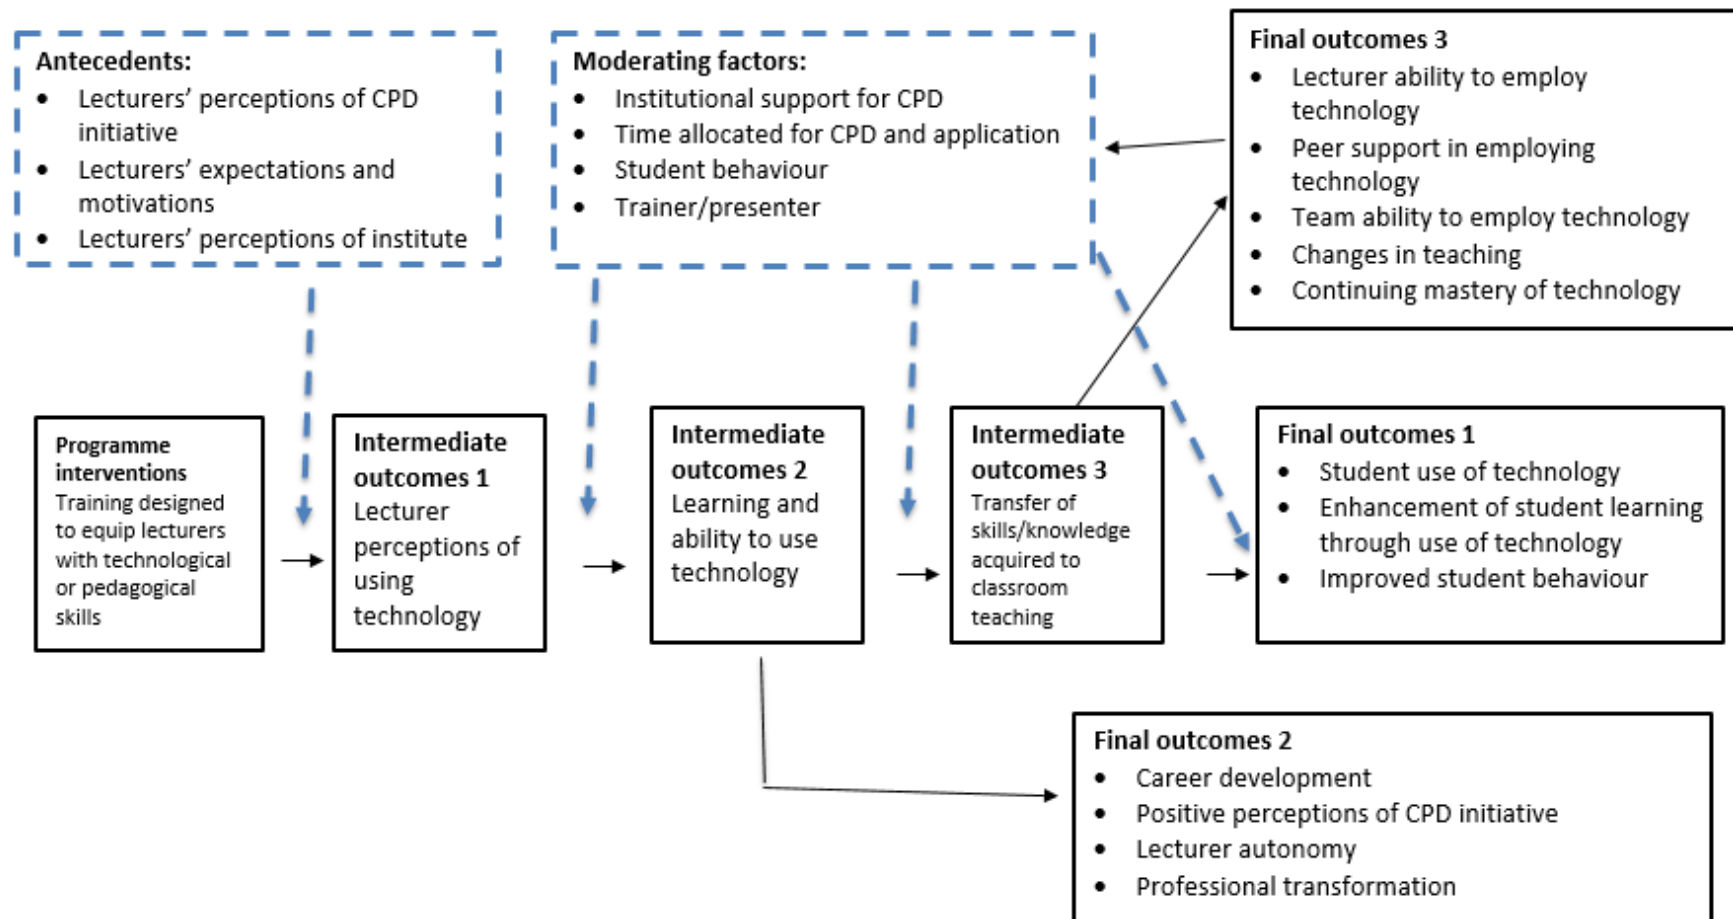 Antecedents:
• Lecturers’ perceptions of CPD
initiative
• Lecturers’ expectations and
motivations
• Lecturers’ perceptions of institute
Moderating factors:
• Institutional support for CPD
• Time allocated for CPD and application
• Student behaviour
• Trainer/presenter
Final outcomes 3
• Lecturer ability to employ
technology
• Peer support in employing
technology
• Team ability to employ technology
• Changes in teaching
• Continuing mastery of technology
Programme
interventions
Training designed
to equip lecturers
with technological
or pedagogical
skills
Intermediate
outcomes 1
Lecturer
perceptions of
using
technology
Intermediate
outcomes 2
Learning and
ability to use
technology
Intermediate
outcomes 3
Transfer of
skills/knowledge
acquired to
classroom
teaching
Final outcomes 1
• Student use of technology
• Enhancement of student learning
through use of technology
• Improved student behaviour
Final outcomes 2
• Career development
• Positive perceptions of CPD initiative
• Lecturer autonomy
• Professional transformation